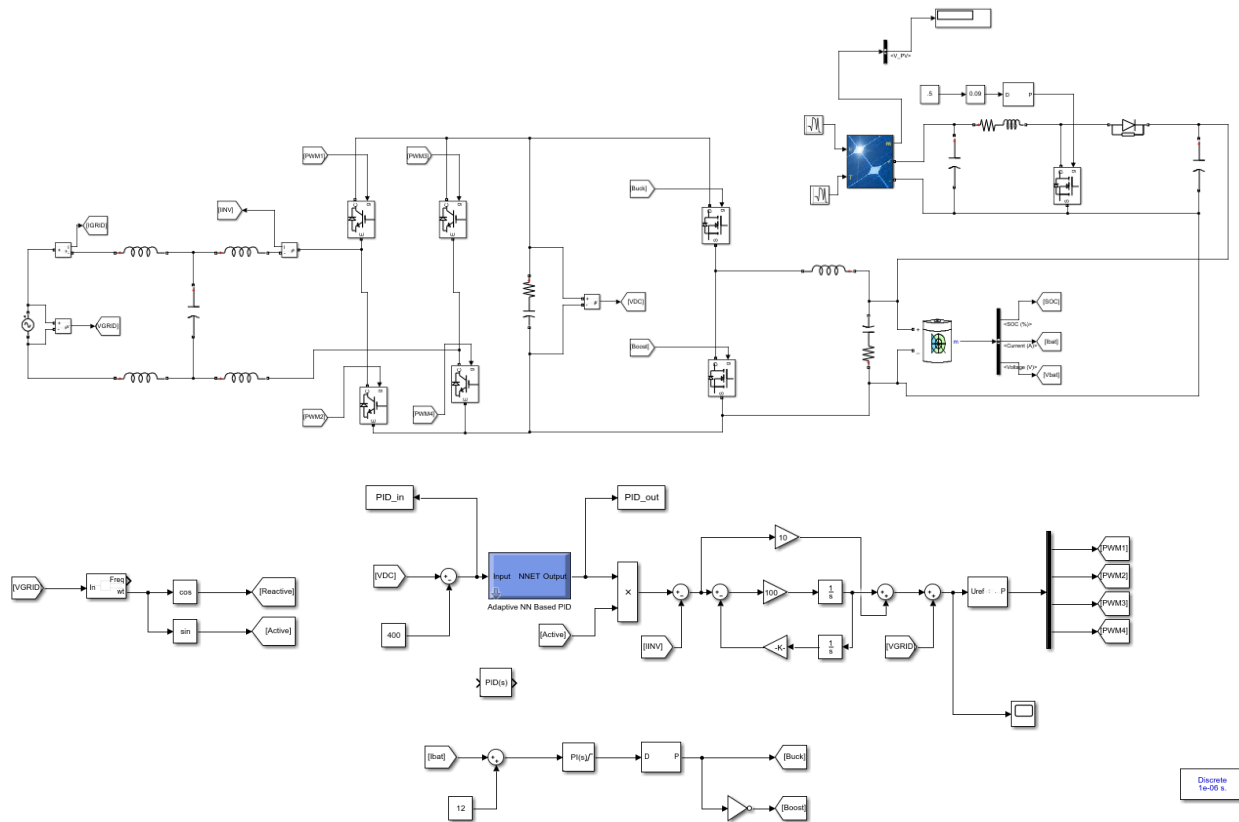 <V_PV>
.5
0.09
D
P
[PWM1]
[PWM3]
[Buck]
[IGRID]
[IINV]
[VDC]
[VGRID]
[Boost]
[PWM2]
[PWM4]
m
<SOC (%)>
<Current (A)>
<Voltage (V)>
[SOC]
[Ibat]
[Vbat]
PID_in
PID_out
[VGRID]
In
Freq
wt
cos
sin
[Reactive]
[Active]
[VDC]
400
Input
NNET Output
Adaptive NN Based PID
[Active]
×
[IINV]
10
100
1
s
-K-
1
s
[VGRID]
Uref
P
[PWM1]
[PWM2]
[PWM3]
[PWM4]
PID(s)
[Ibat]
12
PI(s)
D
P
[Buck]
[Boost]
Discrete
1e-06 s.